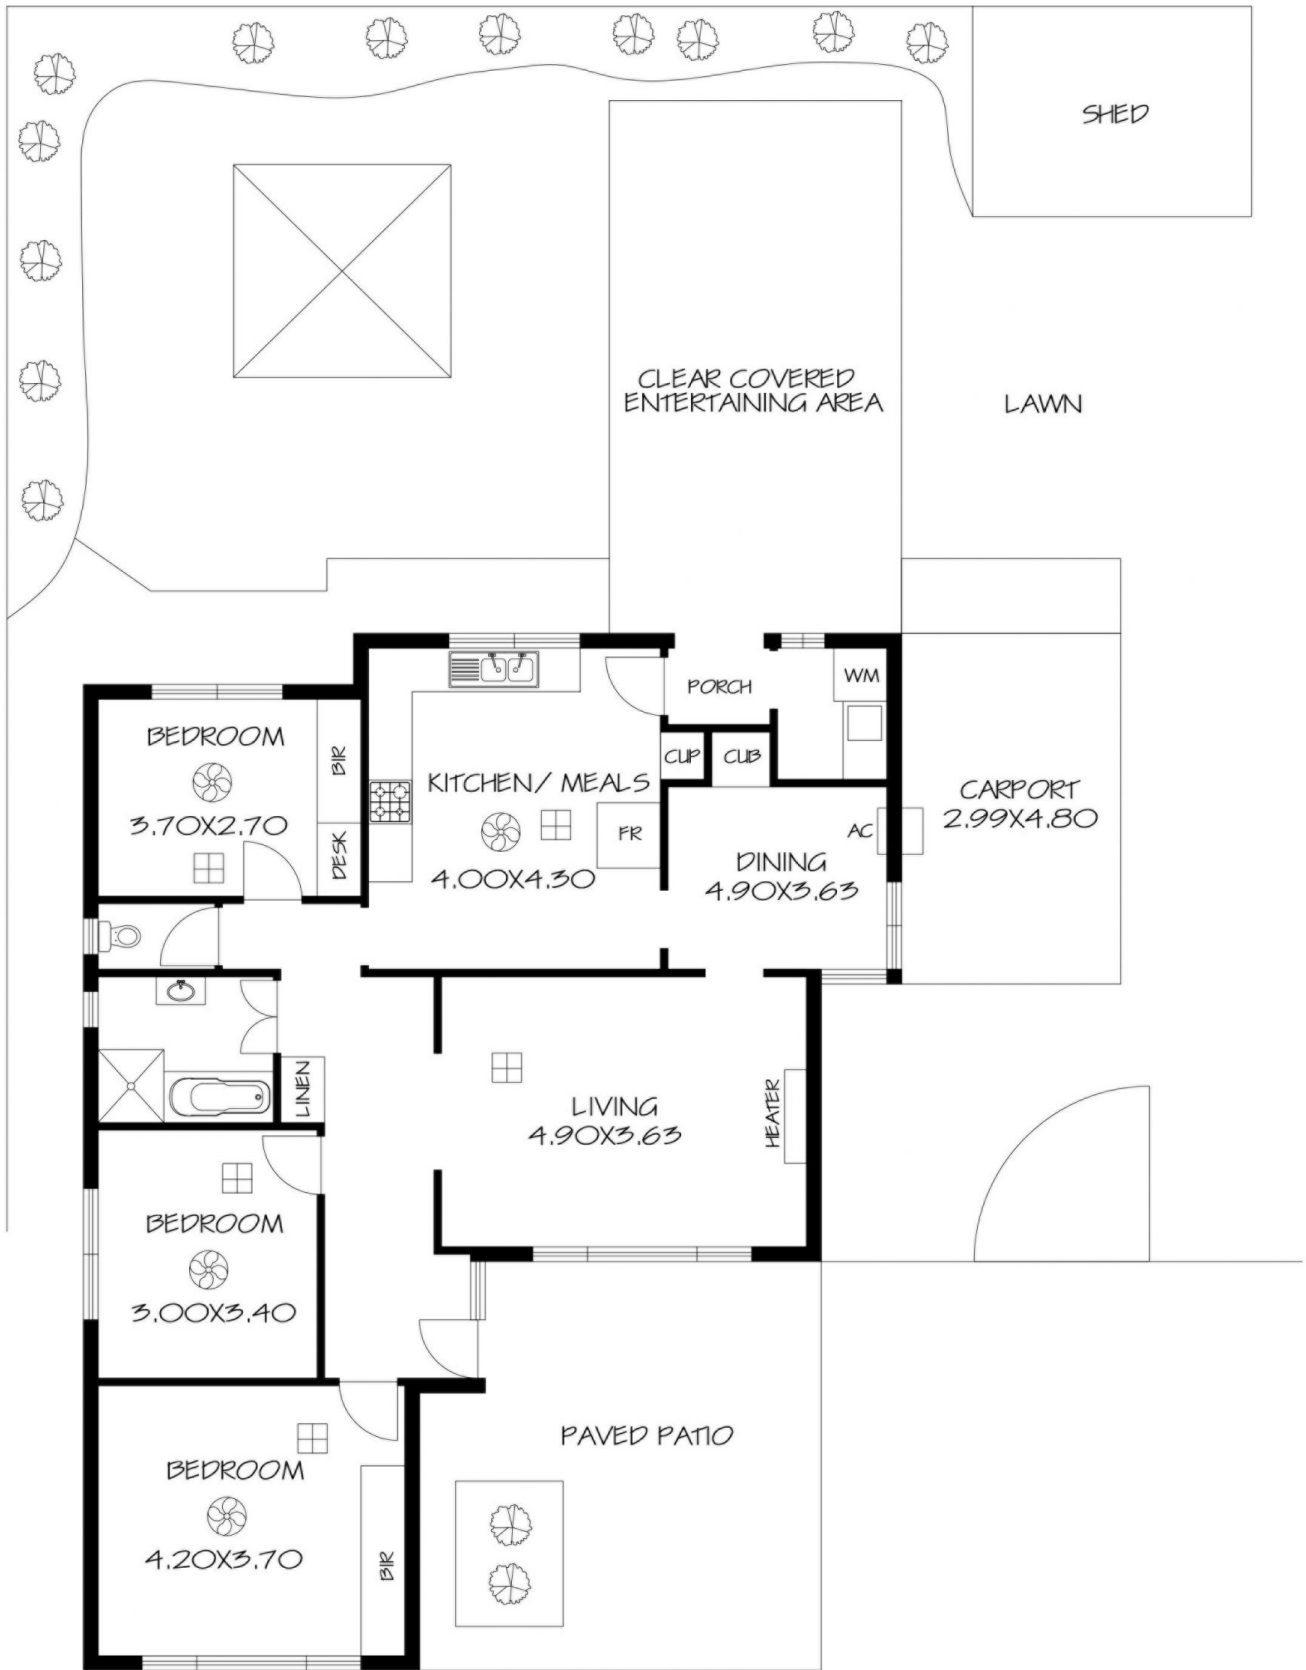 SHED
CLEAR COVERED
ENTERTAINING AREA
LAWN
WM
PORCH
BEDROOM
3.70X2.70
BIR
DESK
CUP
CUB
KITCHEN/ MEALS
FR
4.00X4.30
CARPORT
2.99X4.80
AC
DINING
4.90X3.63
LINEN
LIVING
4.90X3.63
HEATER
BEDROOM
3.00X3.40
PAVED PATIO
BEDROOM
4.20X3.70
BIR